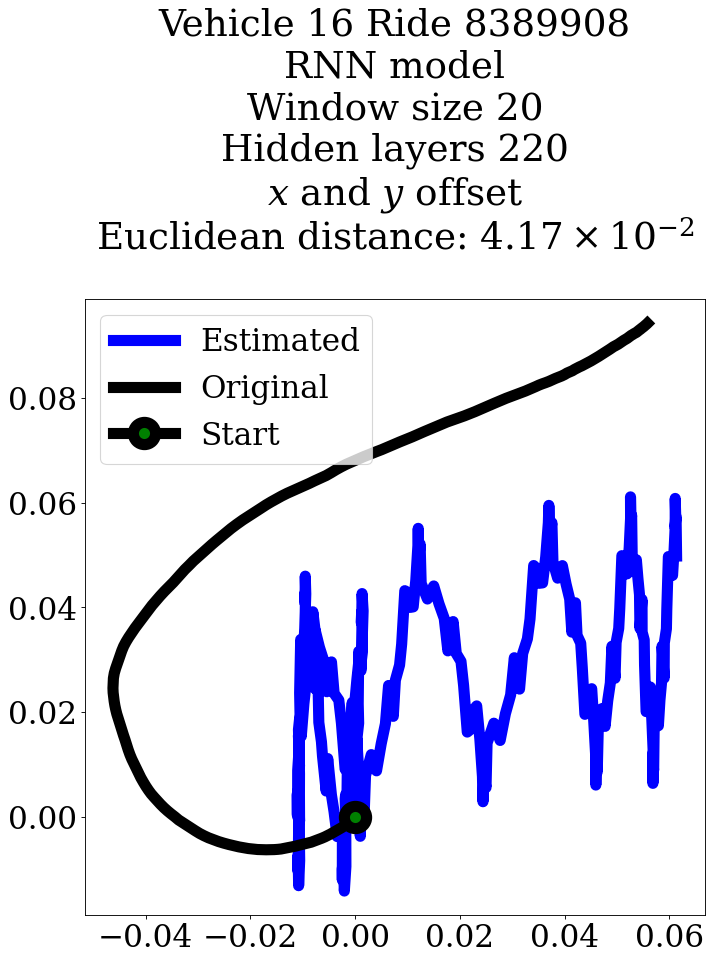 Vehicle 16 Ride 8389908
RNN model
Window size 20
Hidden layers 220
x and y offset
Euclidean distance: 4.17 × 10⁻²
Estimated
Original
Start
0.08
0.06
0.04
0.02
0.00
−0.04 −0.02 0.00 0.02 0.04 0.06